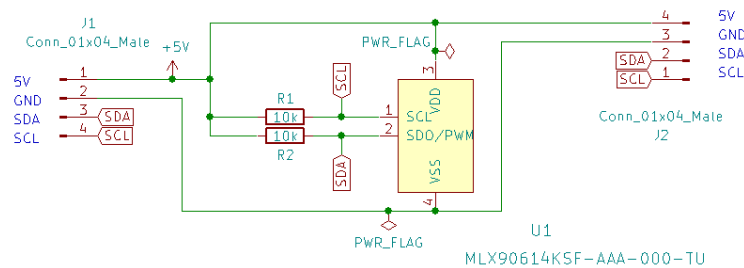 J1
Conn_01x04_Male
+5V
5V
GND
SDA
SCL
1
2
3
4
SDA
SCL
R1
10k
10k
R2
SCL
SDA
PWR_FLAG
3
VDD
1
SCL
2
SDO/PWM
VSS
4
PWR_FLAG
U1
MLX90614KSF-AAA-000-TU
4
3
2
1
SDA
SCL
5V
GND
SDA
SCL
Conn_01x04_Male
J2